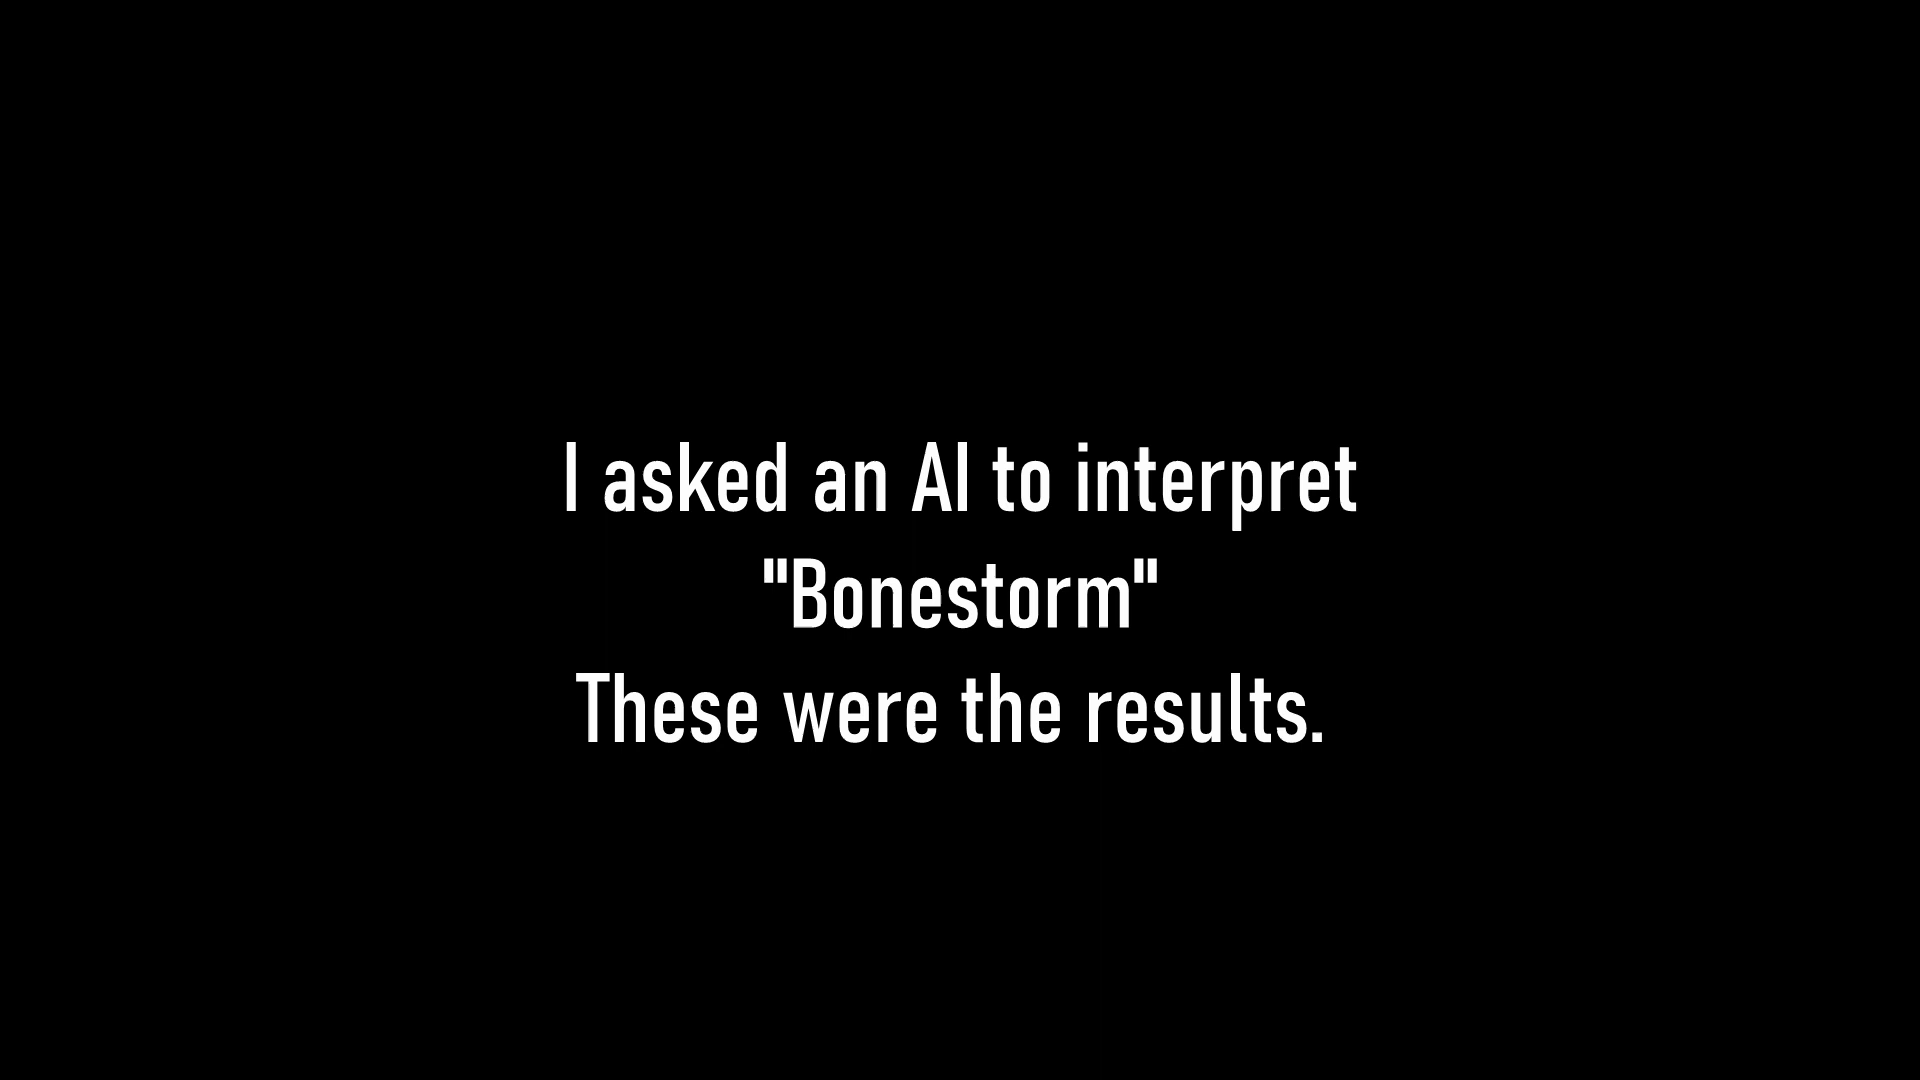 I asked an AI to interpret
"Bonestorm"
These were the results.